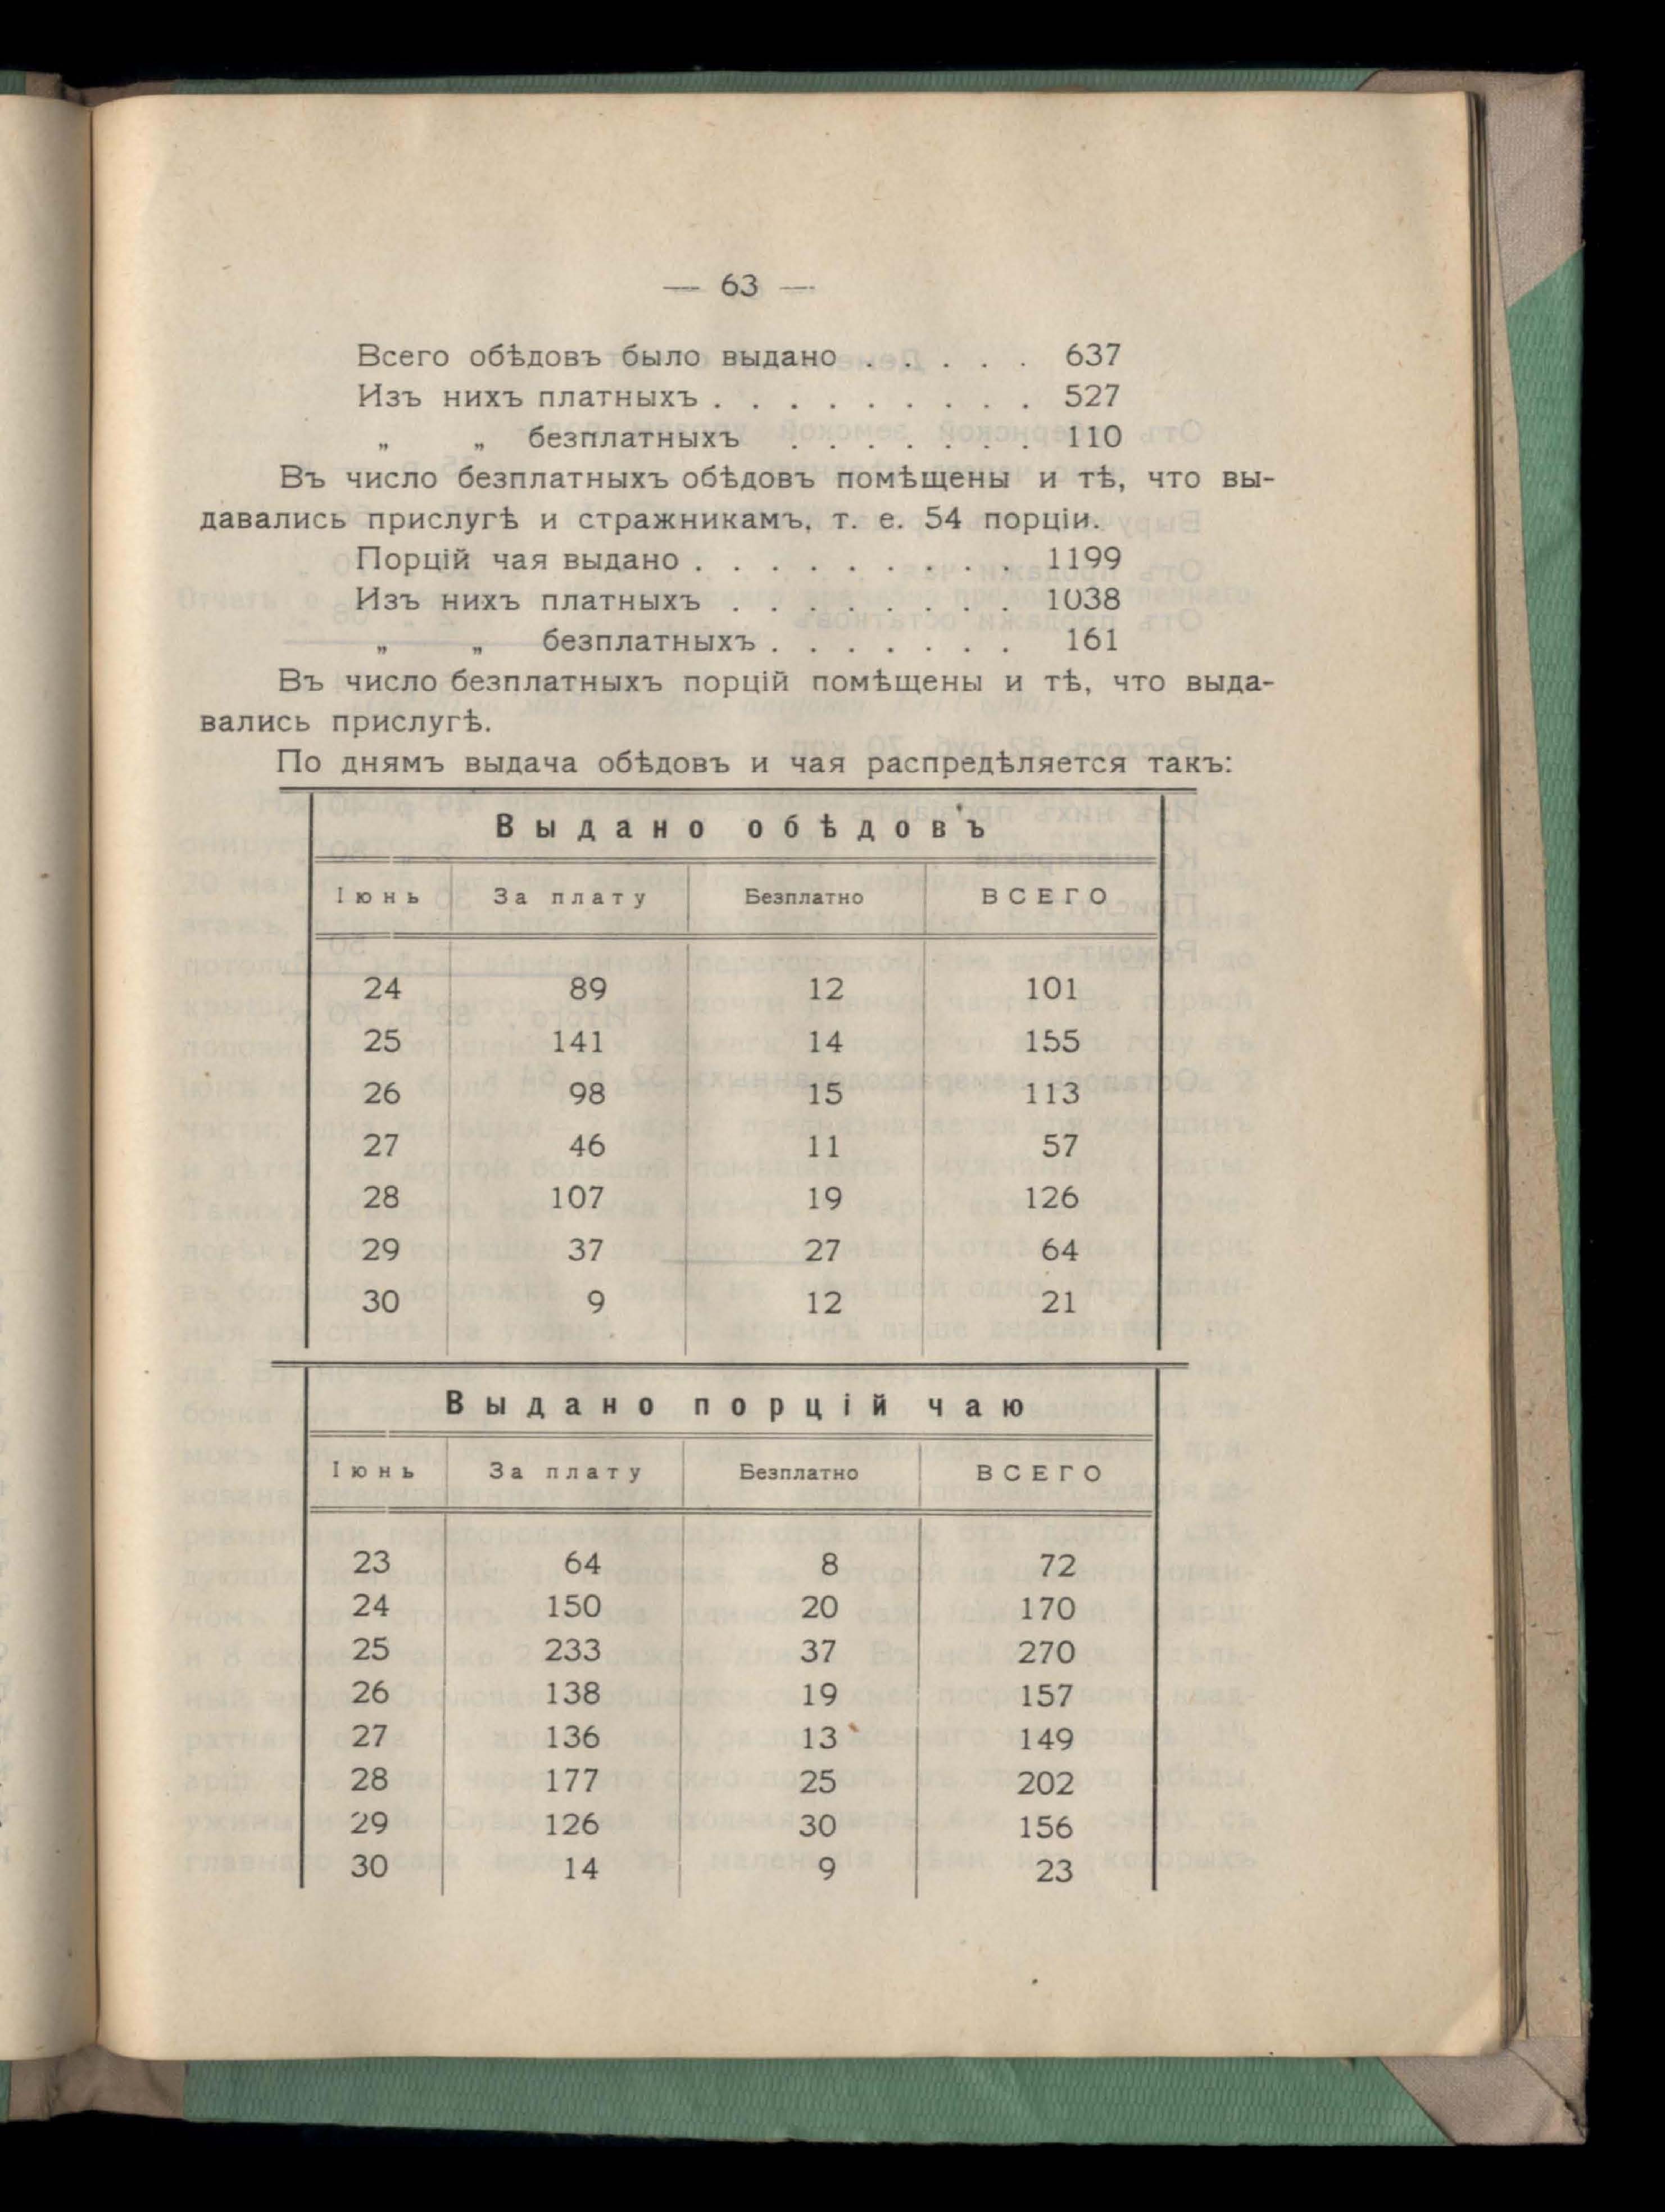 — 63 —
Всего обѣдовъ было выдано . . . . . 637
Изъ нихъ платныхъ . . . . . . . . . 527
„ „ безплатныхъ . . . . . . . 110
Въ число безплатныхъ обѣдовъ помѣщены и тѣ, что вы-
давались прислугѣ и стражникамъ, т. е. 54 порціи.
Порцій чая выдано . . . . . . . . . 1199
Изъ нихъ платныхъ . . . . . . . . 1038
„ „ безплатныхъ . . . . . . . 161
Въ число безплатныхъ порцій помѣщены и тѣ, что выда-
вались прислугѣ.
По днямъ выдача обѣдовъ и чая распредѣляется такъ:
Выдано обѣдовъ
Іюнь За плату Безплатно ВСЕГО
24 89 12 101
25 141 14 155
26 98 15 113
27 46 11 57
28 107 19 126
29 37 27 64
30 9 12 21
Выдано порцій чаю
Іюнь За плату Безплатно ВСЕГО
23 64 8 72
24 150 20 170
25 233 37 270
26 138 19 157
27 136 13 149
28 177 25 202
29 126 30 156
30 14 9 23